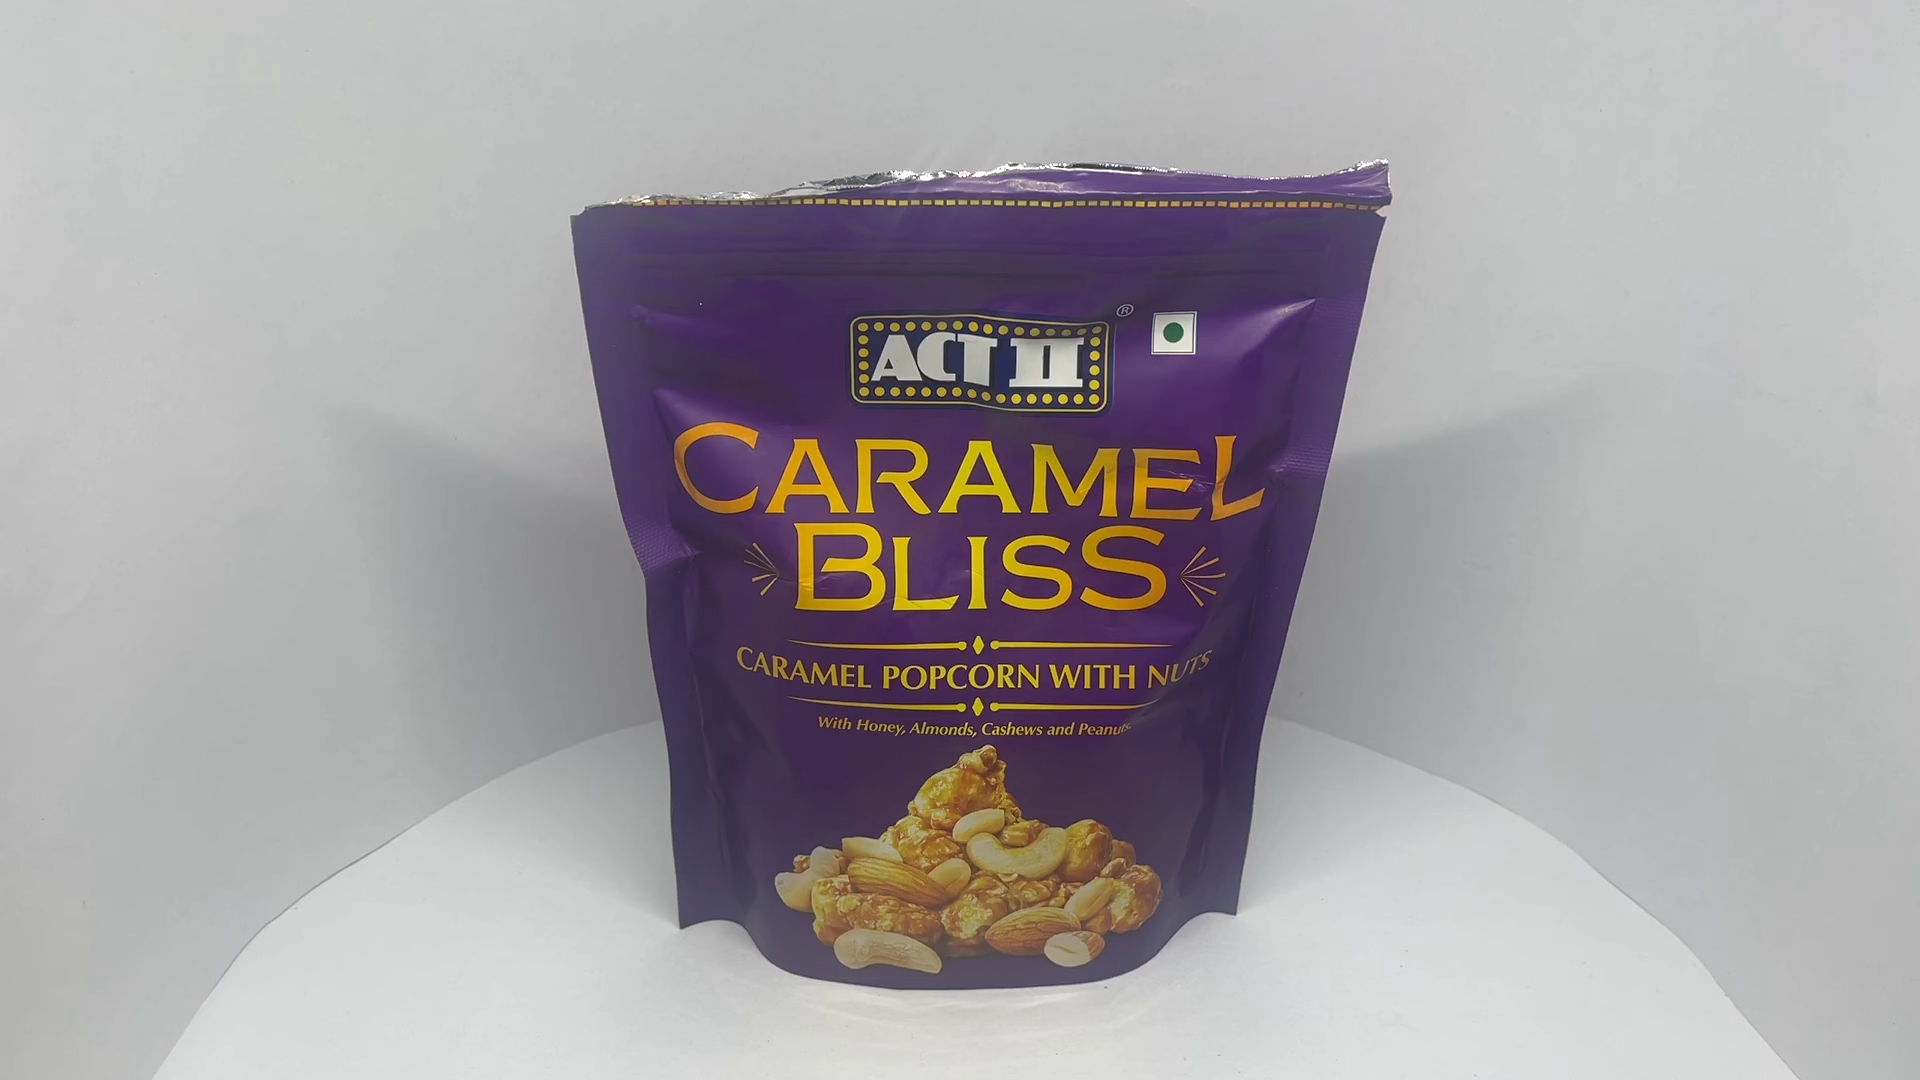 ACT II ®
CARAMEL
BLISS
CARAMEL POPCORN WITH NUTS
With Honey, Almonds, Cashews and Peanuts.